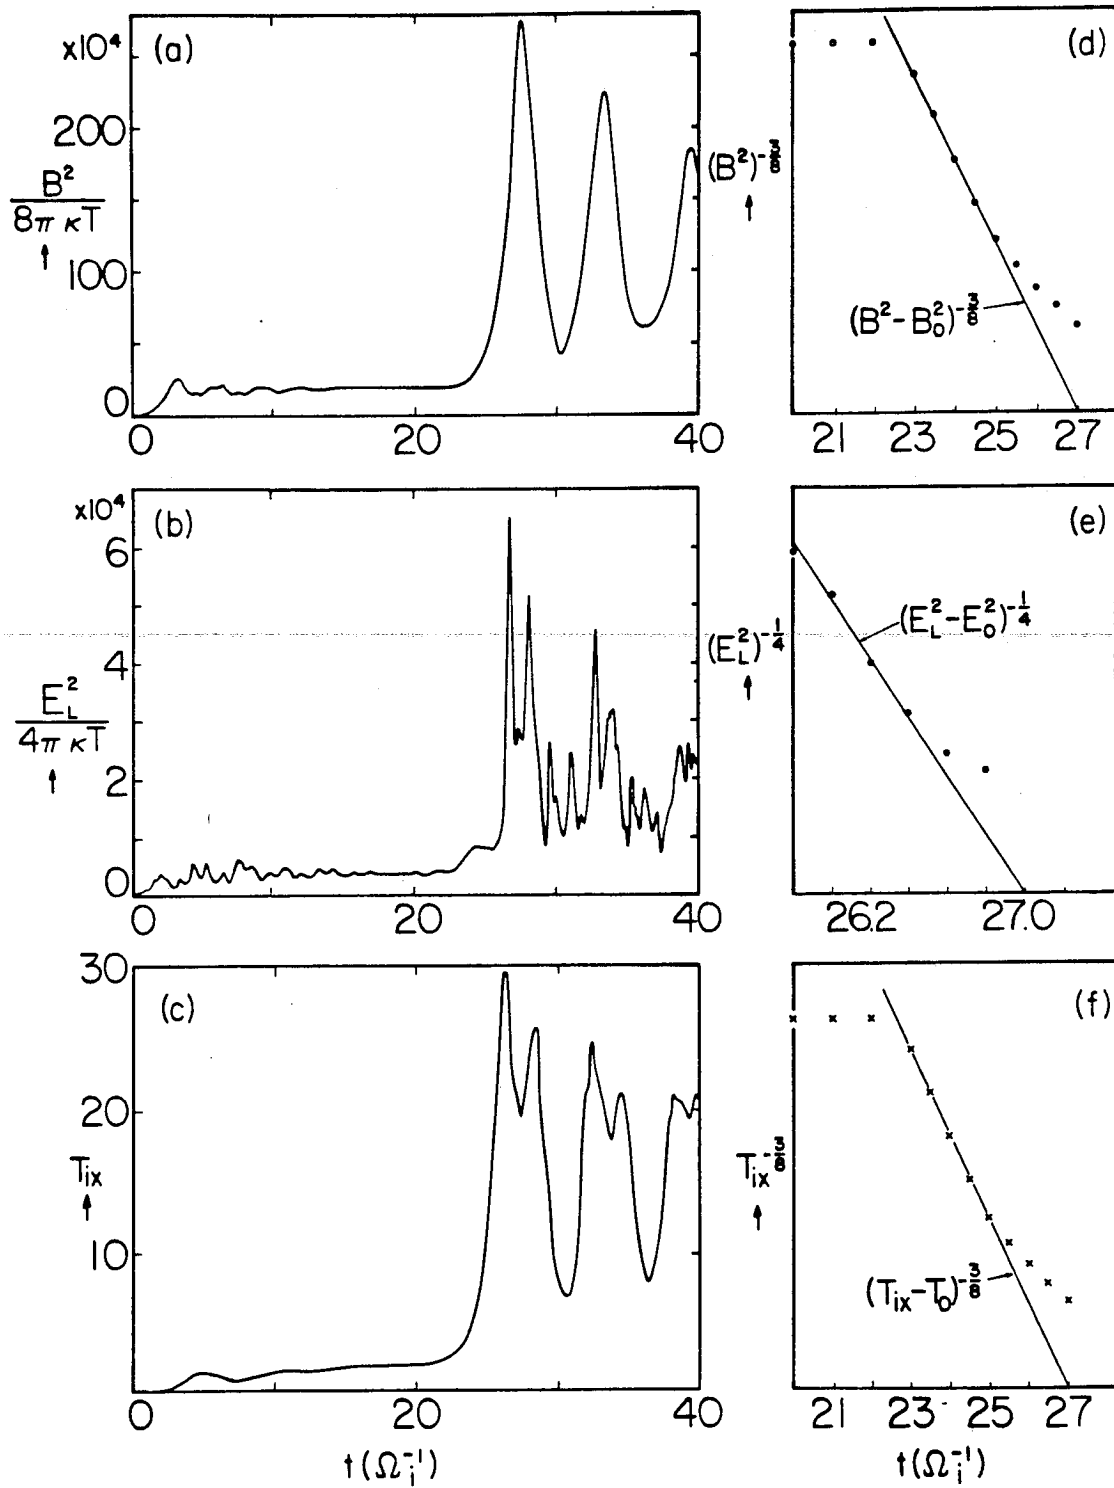 (a)
×10⁴
200
100
0
B²
8π κT
↑
0
20
40
(d)
(B²)^-3/8
↑
(B²-B₀²)^-3/8
21
23
25
27
(b)
×10⁴
6
4
2
0
E_L²
4π κT
↑
0
20
40
(e)
(E_L²)^-1/4
↑
(E_L²-E₀²)^-1/4
26.2
27.0
(c)
30
20
10
T_ix
↑
0
20
40
t(Ω_i⁻¹)
(f)
T_ix^-3/8
↑
(T_ix-T₀)^-3/8
21
23
25
27
t(Ω_i⁻¹)